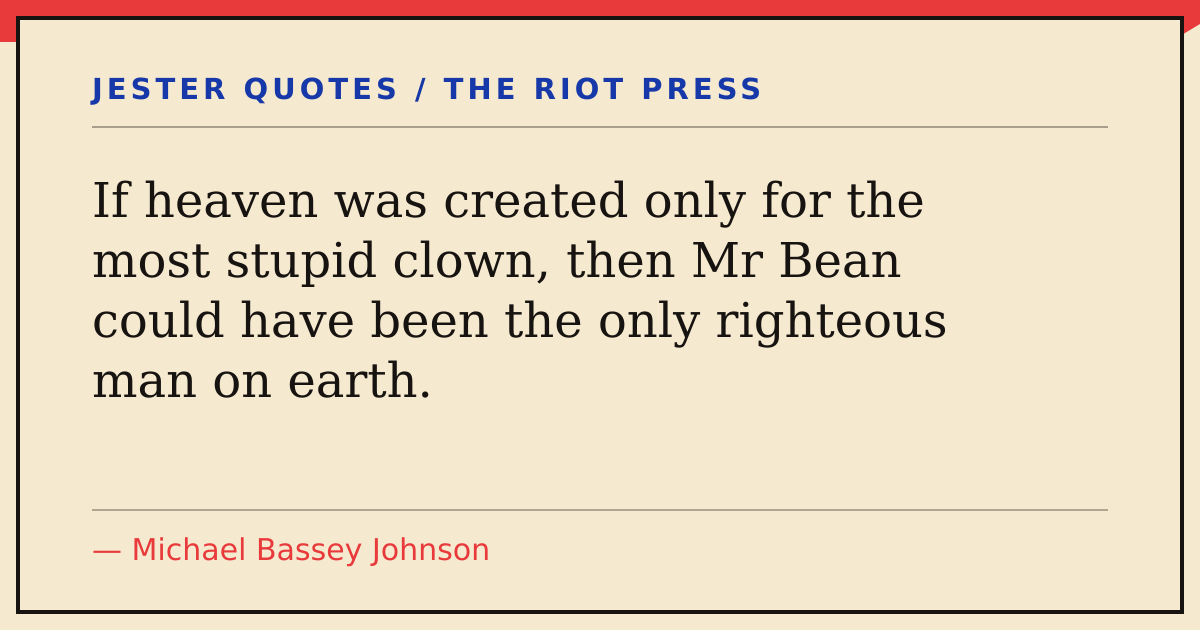 JESTER QUOTES / THE RIOT PRESS
If heaven was created only for the
most stupid clown, then Mr Bean
could have been the only righteous
man on earth.
— Michael Bassey Johnson